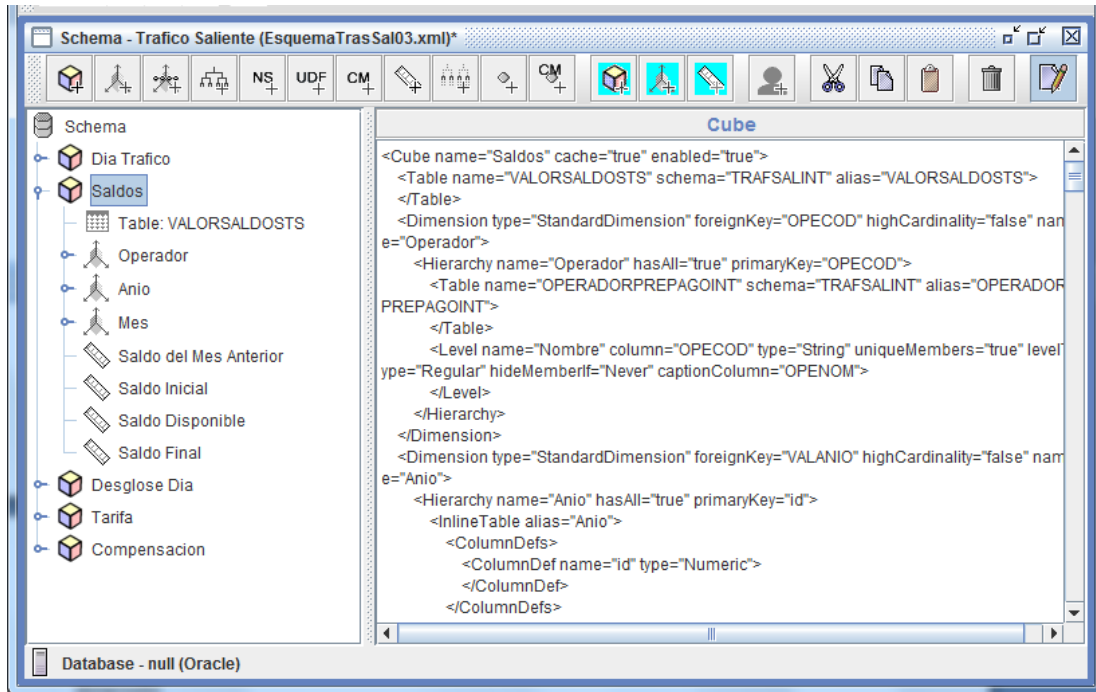 Schema - Trafico Saliente (EsquemaTrasSal03.xml)*
NS UDF CM CM
Schema
Dia Trafico
Saldos
Table: VALORSALDOSTS
Operador
Anio
Mes
Saldo del Mes Anterior
Saldo Inicial
Saldo Disponible
Saldo Final
Desglose Dia
Tarifa
Compensacion
Cube
<Cube name="Saldos" cache="true" enabled="true">
<Table name="VALORSALDOSTS" schema="TRAFSALINT" alias="VALORSALDOSTS">
</Table>
<Dimension type="StandardDimension" foreignKey="OPECOD" highCardinality="false" nam
e="Operador">
<Hierarchy name="Operador" hasAll="true" primaryKey="OPECOD">
<Table name="OPERADORPREPAGOINT" schema="TRAFSALINT" alias="OPERADOR
PREPAGOINT">
</Table>
<Level name="Nombre" column="OPECOD" type="String" uniqueMembers="true" levelT
ype="Regular" hideMemberIf="Never" captionColumn="OPENOM">
</Level>
</Hierarchy>
</Dimension>
<Dimension type="StandardDimension" foreignKey="VALANIO" highCardinality="false" nam
e="Anio">
<Hierarchy name="Anio" hasAll="true" primaryKey="id">
<InlineTable alias="Anio">
<ColumnDefs>
<ColumnDef name="id" type="Numeric">
</ColumnDef>
</ColumnDefs>
Database - null (Oracle)